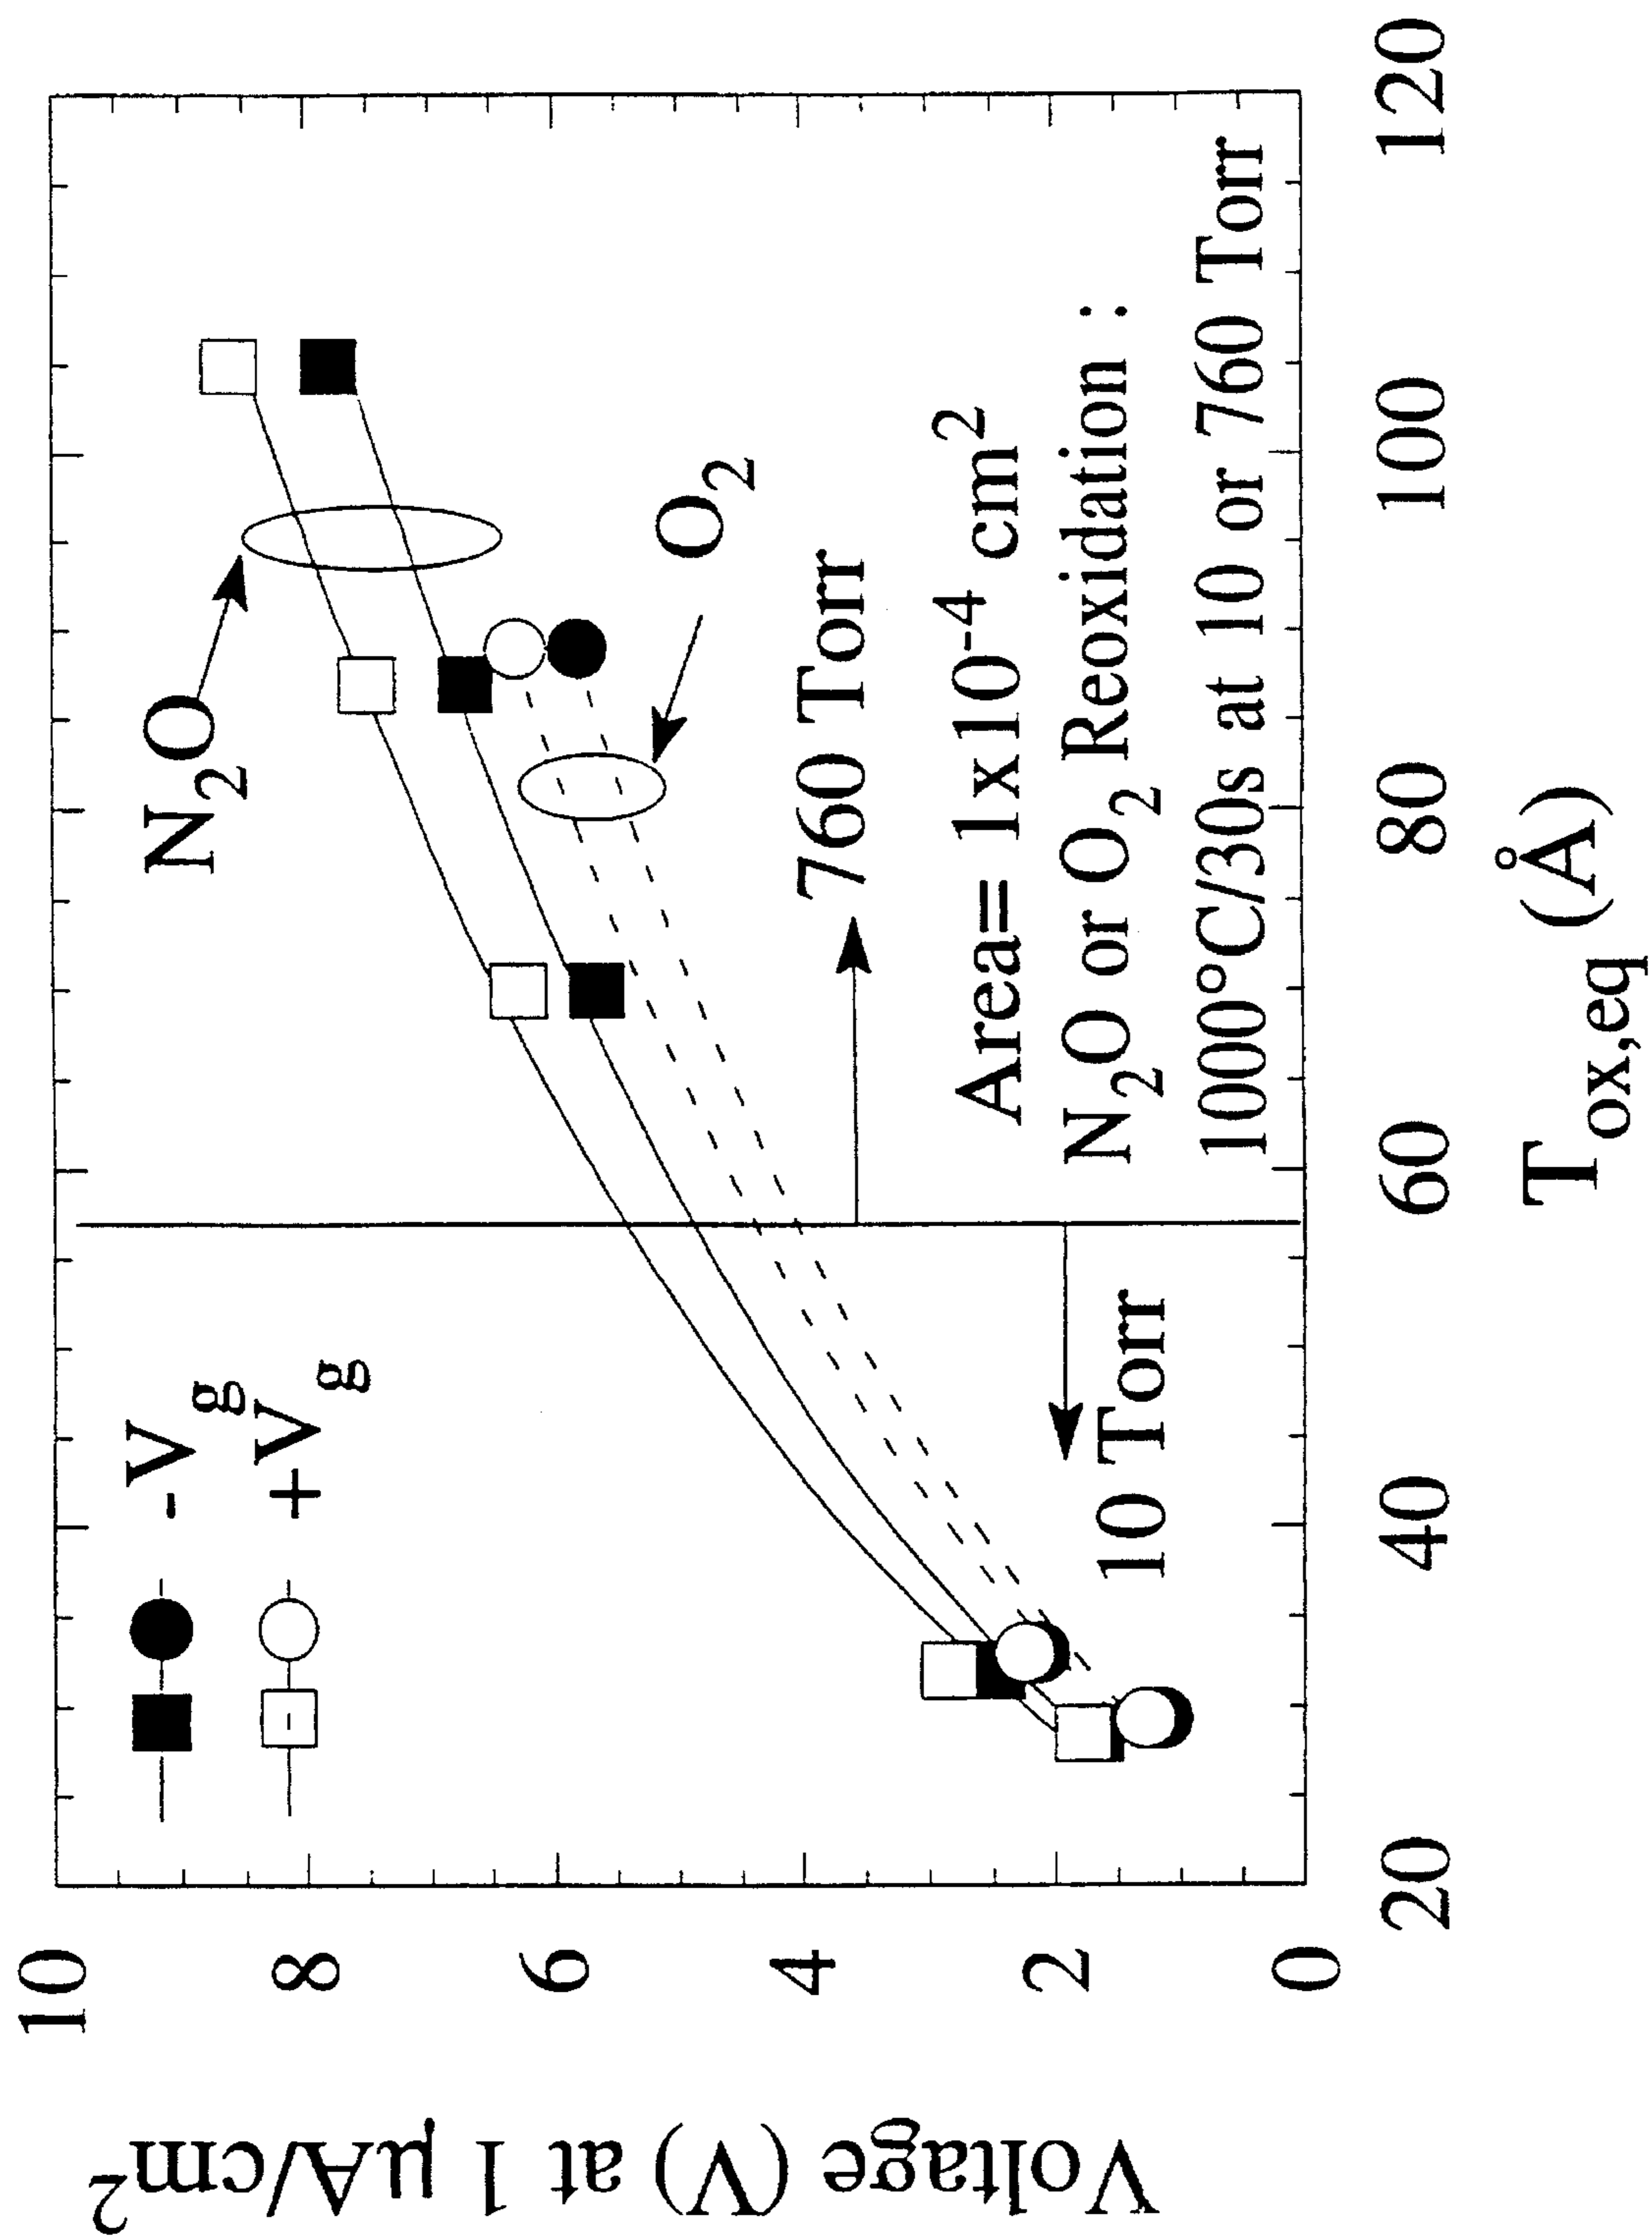 Voltage (V) at 1 μA/cm²
10
8
6
4
2
0
-V_g
+V_g
N₂O
O₂
760 Torr
10 Torr
Area= 1x10⁻⁴ cm²
N₂O or O₂ Reoxidation :
1000°C/30s at 10 or 760 Torr
20 40 60 80 100 120
T_ox,eq (Å)